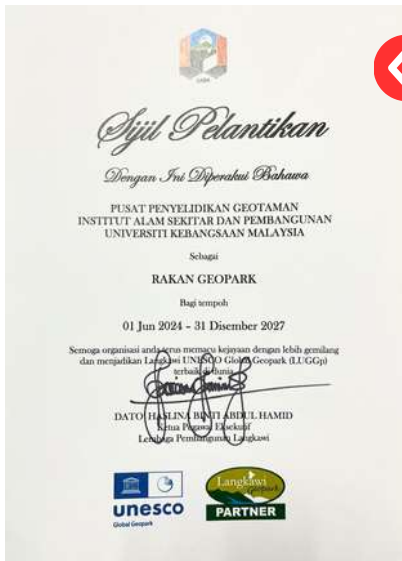 LADA
Sijil Pelantikan
Dengan Ini Diperakui Bahawa
PUSAT PENYELIDIKAN GEOTAMAN
INSTITUT ALAM SEKITAR DAN PEMBANGUNAN
UNIVERSITI KEBANGSAAN MALAYSIA
Sebagai
RAKAN GEOPARK
Bagi tempoh
01 Jun 2024 – 31 Disember 2027
Semoga organisasi anda terus memacu kejayaan dengan lebih gemilang
dan menjadikan Langkawi UNESCO Global Geopark (LUGGp)
terbaik di dunia
DATO' HASLINA BINTI ABDUL HAMID
Ketua Pegawai Eksekutif
Lembaga Pembangunan Langkawi
unesco
Global Geopark
Langkawi
Geopark
PARTNER